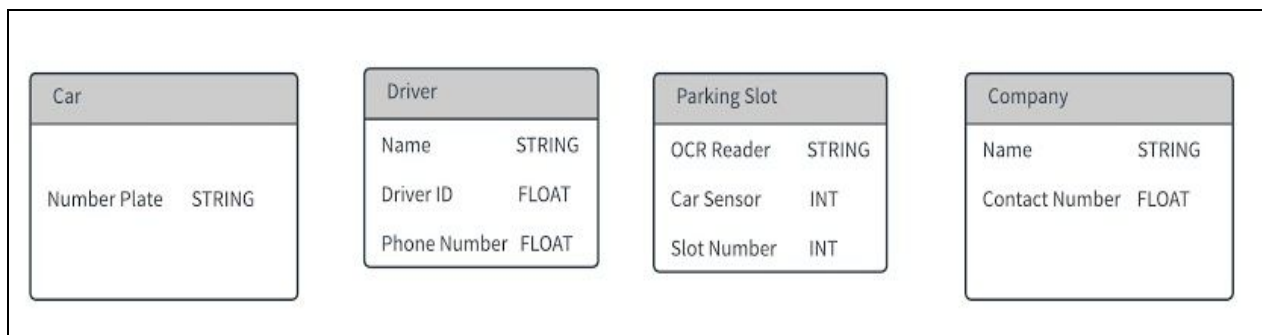 Car
Number Plate STRING
Driver
Name STRING
Driver ID FLOAT
Phone Number FLOAT
Parking Slot
OCR Reader STRING
Car Sensor INT
Slot Number INT
Company
Name STRING
Contact Number FLOAT